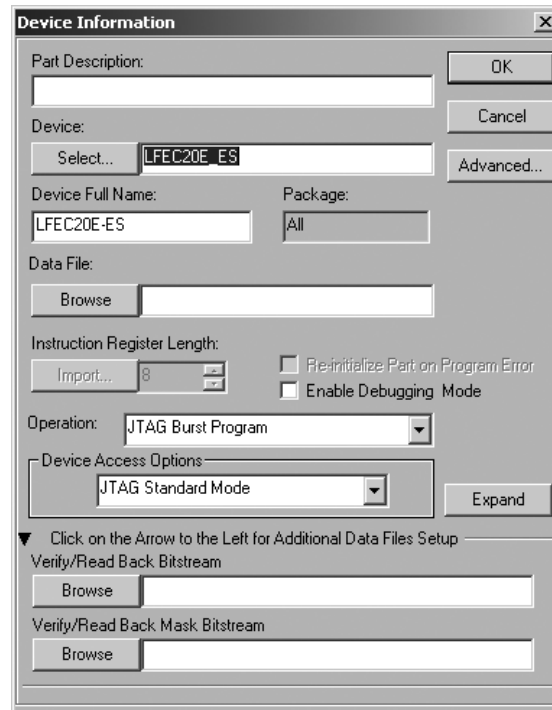 Device Information
Part Description:
OK
Device:
Cancel
Select... LFEC20E_ES
Advanced...
Device Full Name: Package:
LFEC20E-ES All
Data File:
Browse
Instruction Register Length:
Import... 8 Re-initialize Part on Program Error
Enable Debugging Mode
Operation: JTAG Burst Program
Device Access Options
JTAG Standard Mode
Expand
Click on the Arrow to the Left for Additional Data Files Setup
Verify/Read Back Bitstream
Browse
Verify/Read Back Mask Bitstream
Browse